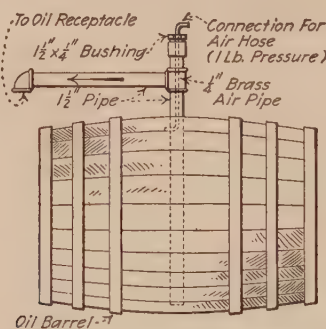 To Oil Receptacle
1½" x ¼" Bushing
1½" Pipe
Connection For
Air Hose
(1 Lb. Pressure)
¼" Brass
Air Pipe
Oil Barrel